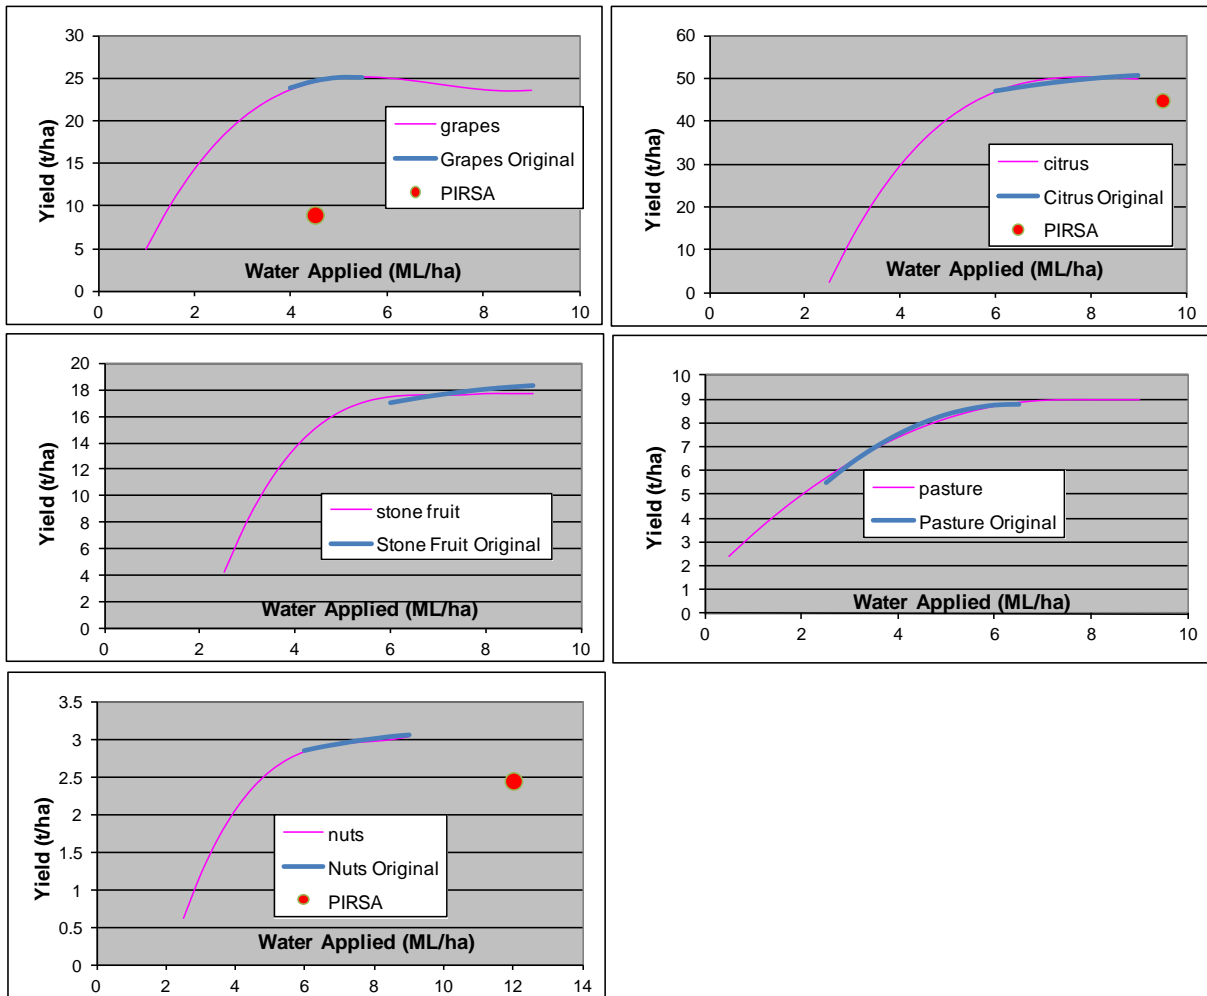 30
25
20
15
10
5
0
Yield (t/ha)
grapes
Grapes Original
PIRSA
Water Applied (ML/ha)
0 2 4 6 8 10
60
50
40
30
20
10
0
Yield (t/ha)
citrus
Citrus Original
PIRSA
Water Applied (ML/ha)
0 2 4 6 8 10
20
18
16
14
12
10
8
6
4
2
0
Yield (t/ha)
stone fruit
Stone Fruit Original
Water Applied (ML/ha)
0 2 4 6 8 10
10
9
8
7
6
5
4
3
2
1
0
Yield (t/ha)
pasture
Pasture Original
Water Applied (ML/ha)
0 2 4 6 8 10
3.5
3
2.5
2
1.5
1
0.5
0
Yield (t/ha)
nuts
Nuts Original
PIRSA
Water Applied (ML/ha)
0 2 4 6 8 10 12 14